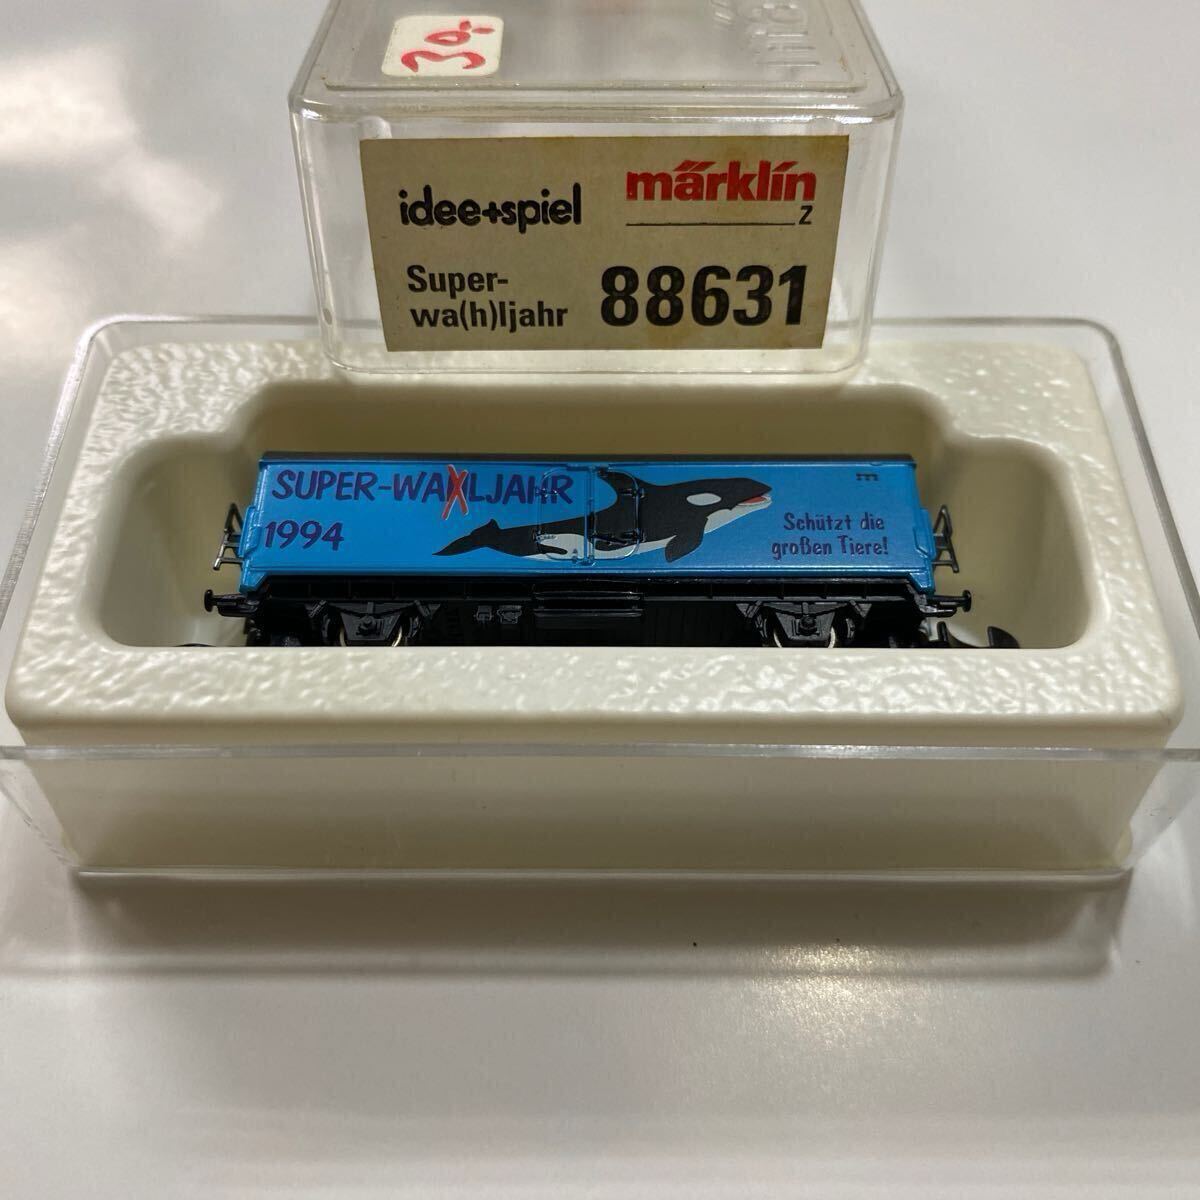 39.-
idee+spiel
märklin
Z
Super-
wa(h)ljahr
88631
SUPER-WAHLJAHR
1994
Schützt die
großen Tiere!